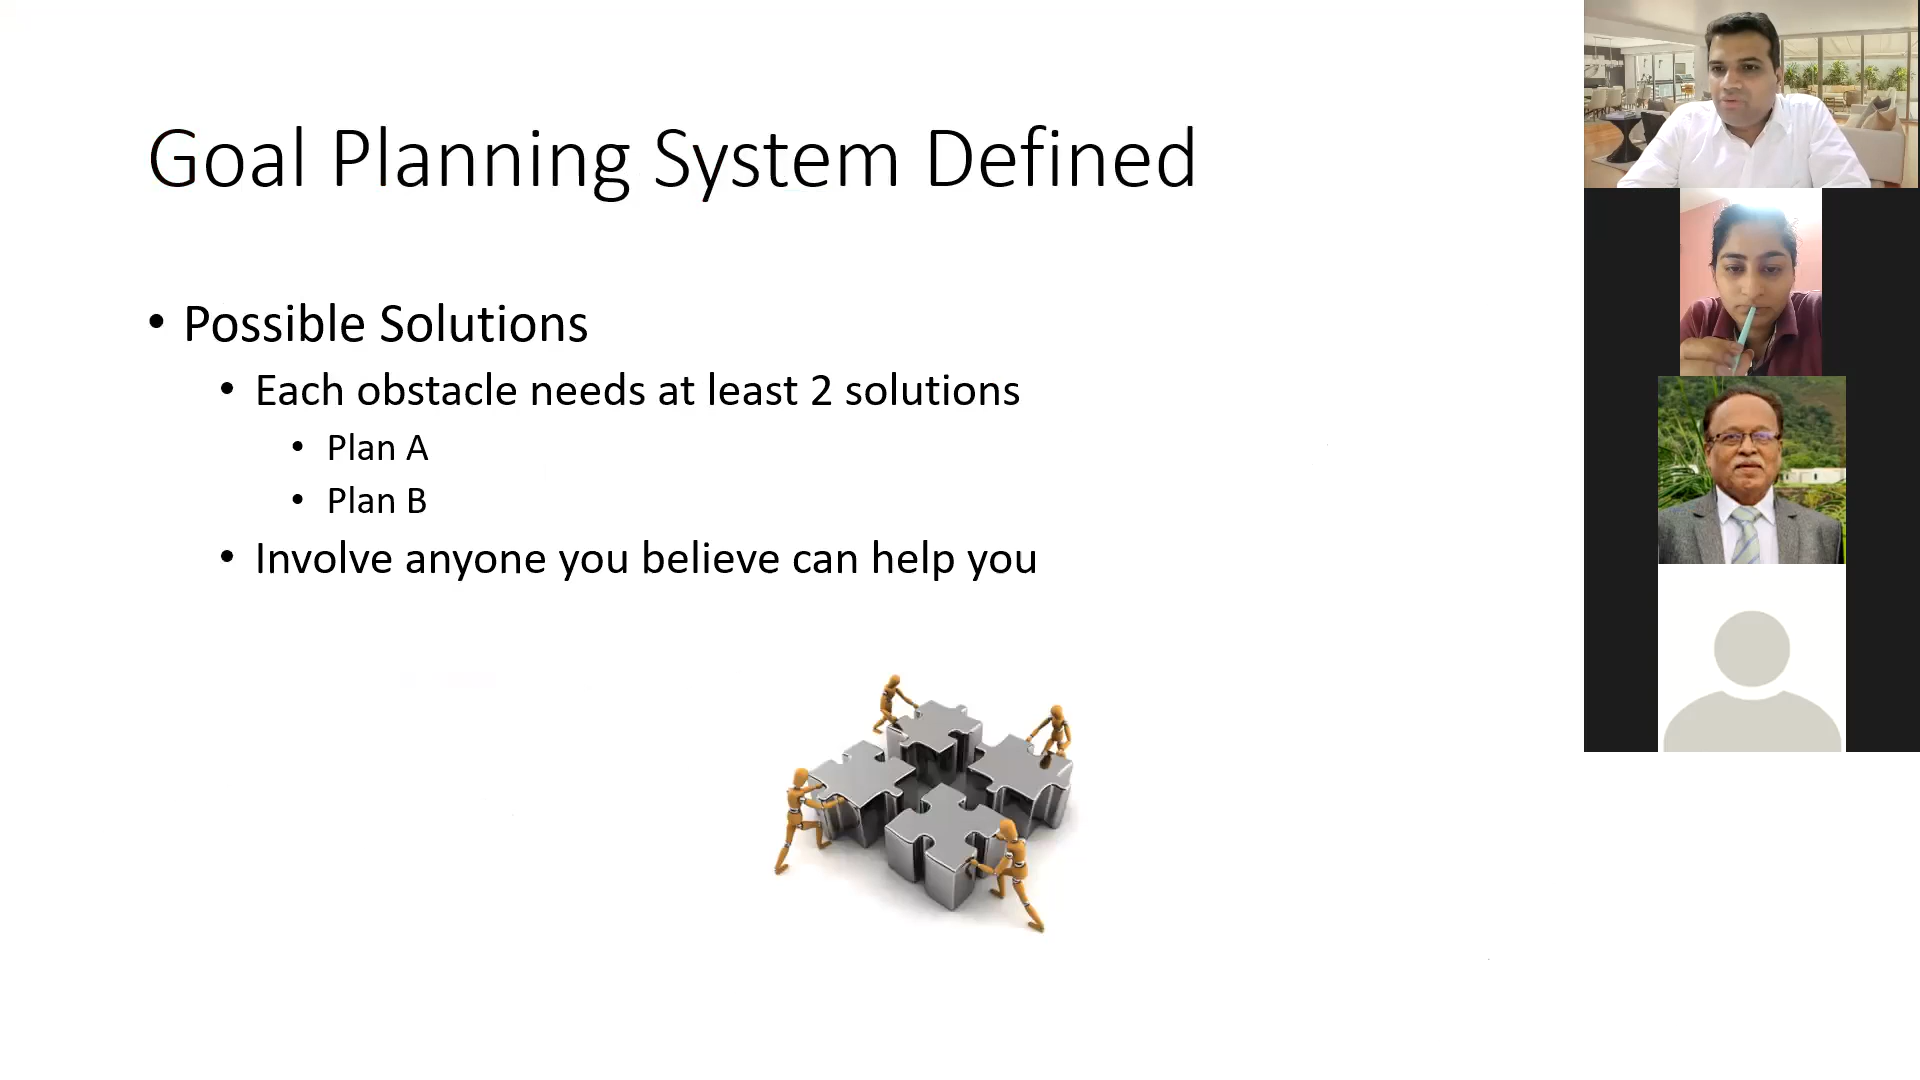 Goal Planning System Defined
• Possible Solutions
• Each obstacle needs at least 2 solutions
• Plan A
• Plan B
• Involve anyone you believe can help you